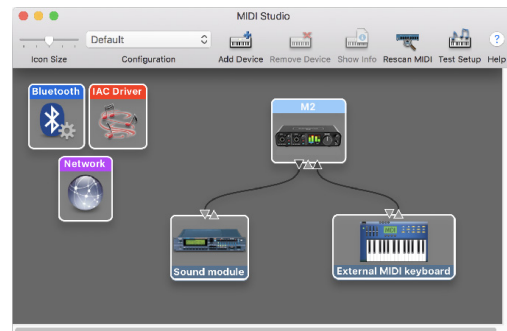 MIDI Studio
Default
Icon Size
Configuration
Add Device
Remove Device
Show Info
Rescan MIDI
Test Setup
?
Help
Bluetooth
IAC Driver
M2
Network
Sound module
External MIDI keyboard